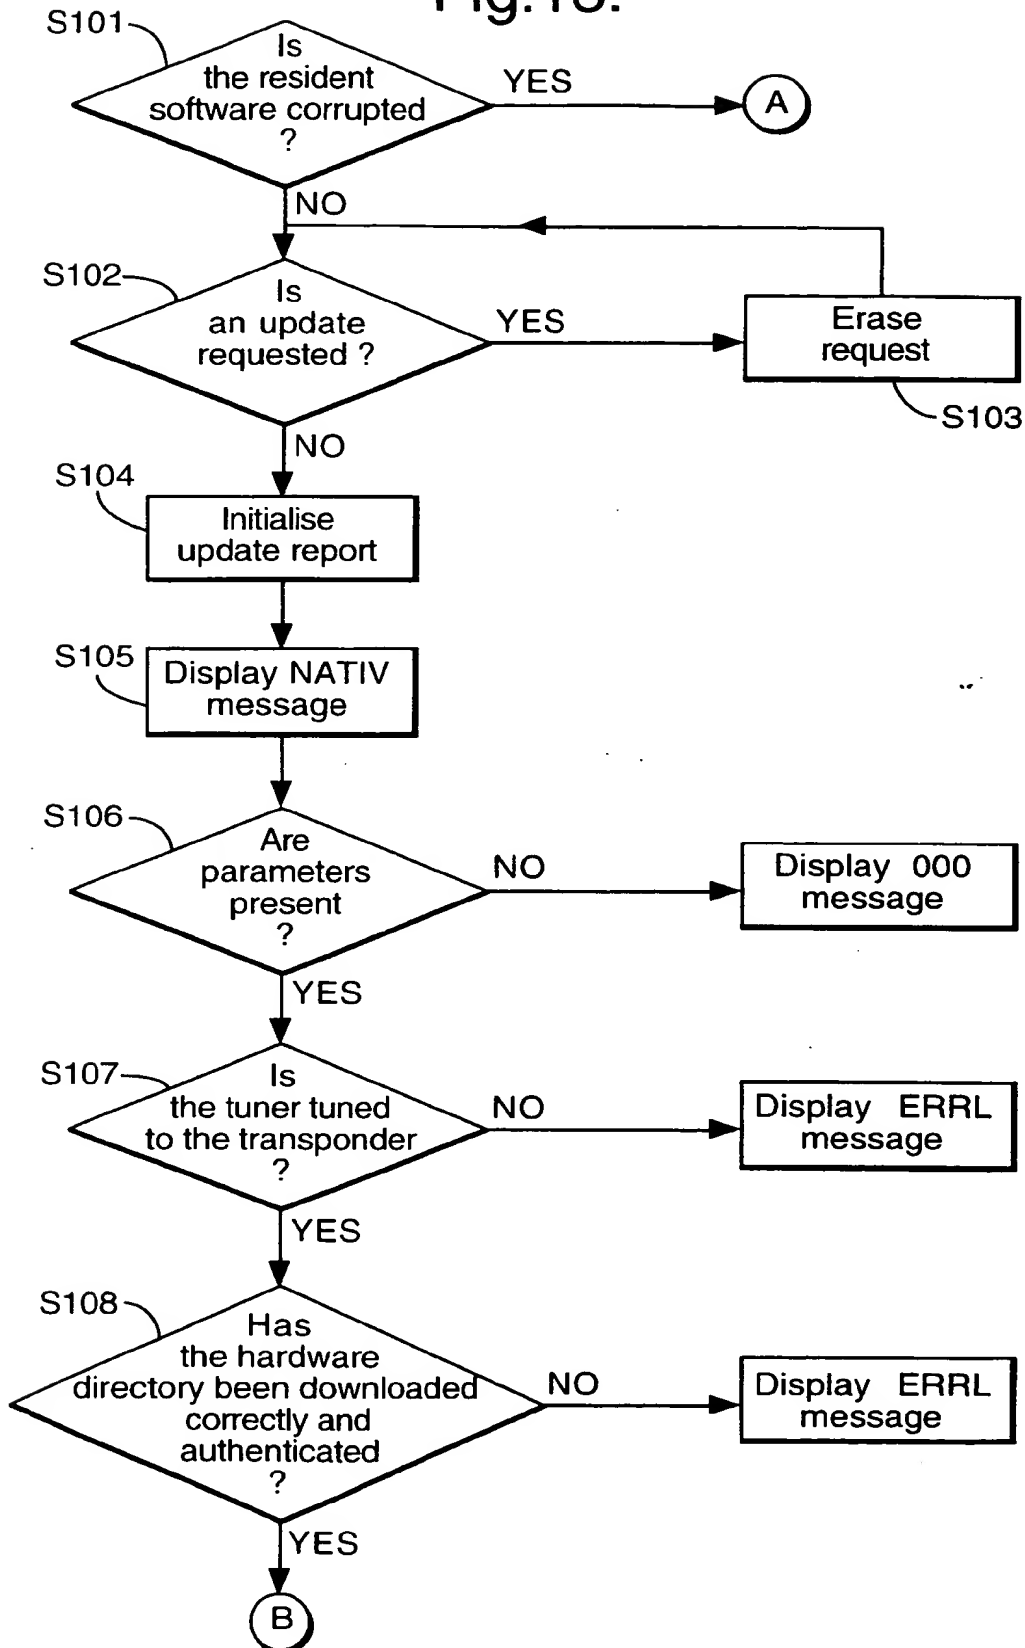 S101
Is
the resident
software corrupted
?
YES
A
NO
S102
Is
an update
requested ?
YES
Erase
request
S103
NO
S104
Initialise
update report
S105
Display NATIV
message
S106
Are
parameters
present
?
NO
Display 000
message
YES
S107
Is
the tuner tuned
to the transponder
?
NO
Display ERRL
message
YES
S108
Has
the hardware
directory been downloaded
correctly and
authenticated
?
NO
Display ERRL
message
YES
B